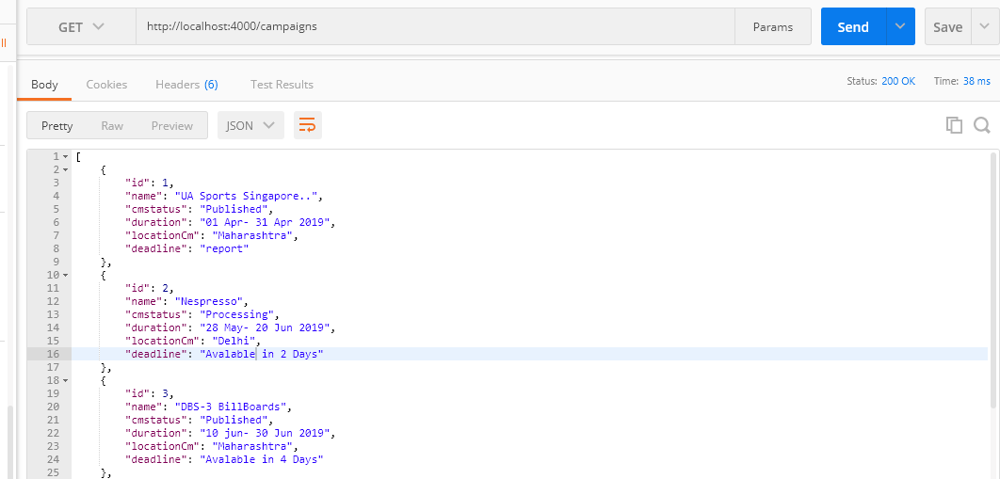 GET http://localhost:4000/campaigns Params Send Save
ll
Body Cookies Headers (6) Test Results Status: 200 OK Time: 38 ms
Pretty Raw Preview JSON
1 [
2 {
3 "id": 1,
4 "name": "UA Sports Singapore..",
5 "cmstatus": "Published",
6 "duration": "01 Apr- 31 Apr 2019",
7 "locationCm": "Maharashtra",
8 "deadline": "report"
9 },
10 {
11 "id": 2,
12 "name": "Nespresso",
13 "cmstatus": "Processing",
14 "duration": "28 May- 20 Jun 2019",
15 "locationCm": "Delhi",
16 "deadline": "Avalable in 2 Days"
17 },
18 {
19 "id": 3,
20 "name": "DBS-3 BillBoards",
21 "cmstatus": "Published",
22 "duration": "10 jun- 30 Jun 2019",
23 "locationCm": "Maharashtra",
24 "deadline": "Avalable in 4 Days"
25 },